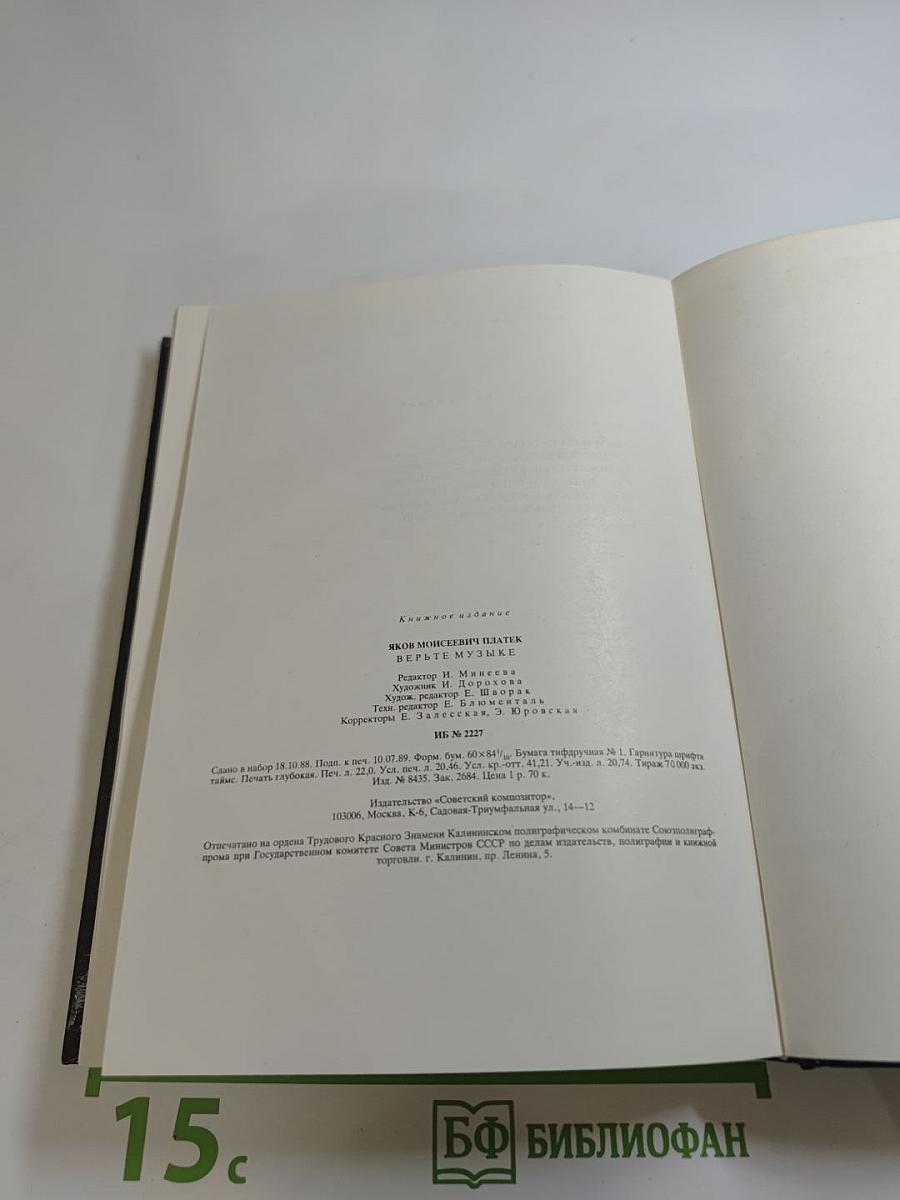 Книжное издание
ЯКОВ МОИСЕЕВИЧ ПЛАТЕК
ВЕРЬТЕ МУЗЫКЕ
Редактор И. Минеева
Художник И. Дорохова
Худож. редактор Е. Шворак
Техн. редактор Е. Блюменталь
Корректоры Е. Залесская, Э. Юровская
ИБ № 2227
Сдано в набор 18.10.88. Подп. к печ. 10.07.89. Форм. бум. 60×84¹/₁₆. Бумага тифдручная № 1. Гарнитура шрифта
таймс. Печать глубокая. Печ. л. 22,0. Усл. печ. л. 20,46. Усл. кр.-отт. 41,21. Уч.-изд. л. 20,74. Тираж 70 000 экз.
Изд. № 8435. Зак. 2684. Цена 1 р. 70 к.
Издательство «Советский композитор»,
103006, Москва, К-6, Садовая-Триумфальная ул., 14—12
Отпечатано на ордена Трудового Красного Знамени Калининском полиграфическом комбинате Союзполиграф-
прома при Государственном комитете Совета Министров СССР по делам издательств, полиграфии и книжной
торговли. г. Калинин, пр. Ленина, 5.
15 с
БФ БИБЛИОФАН